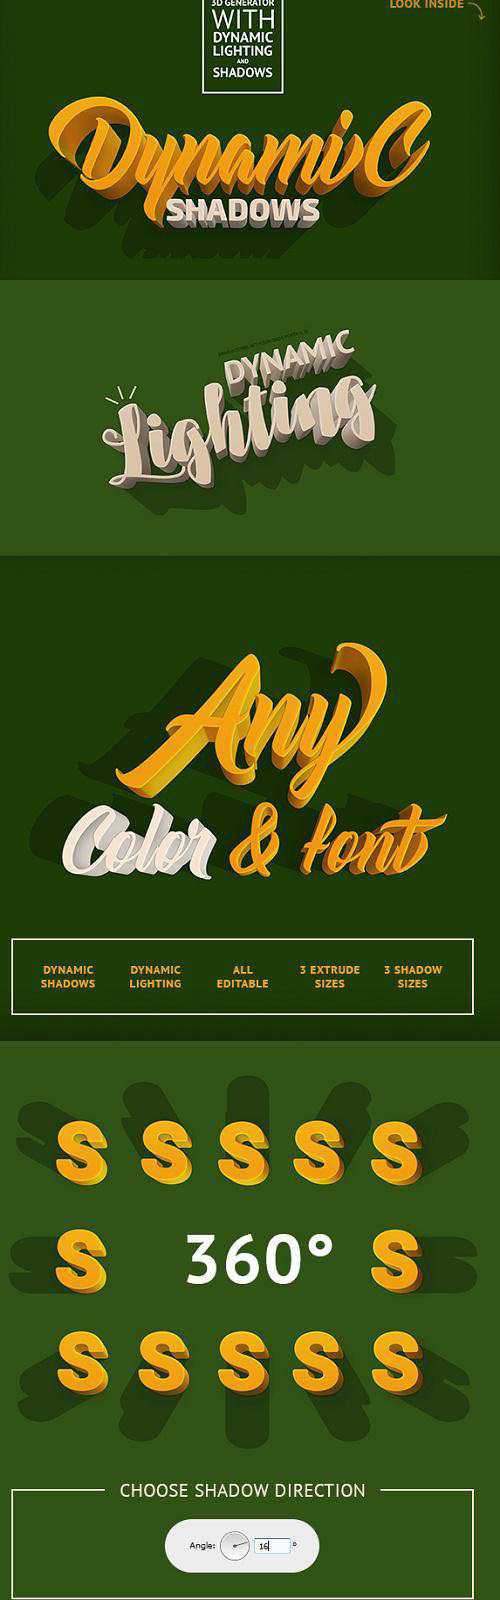 3D GENERATOR
WITH
DYNAMIC
LIGHTING
AND
SHADOWS
LOOK INSIDE
Dynamic
SHADOWS
DYNAMIC
Lighting
Any
Color & font
DYNAMIC SHADOWS
DYNAMIC LIGHTING
ALL EDITABLE
3 EXTRUDE SIZES
3 SHADOW SIZES
S S S S S
S 360° S
S S S S S
CHOOSE SHADOW DIRECTION
Angle: 16 °